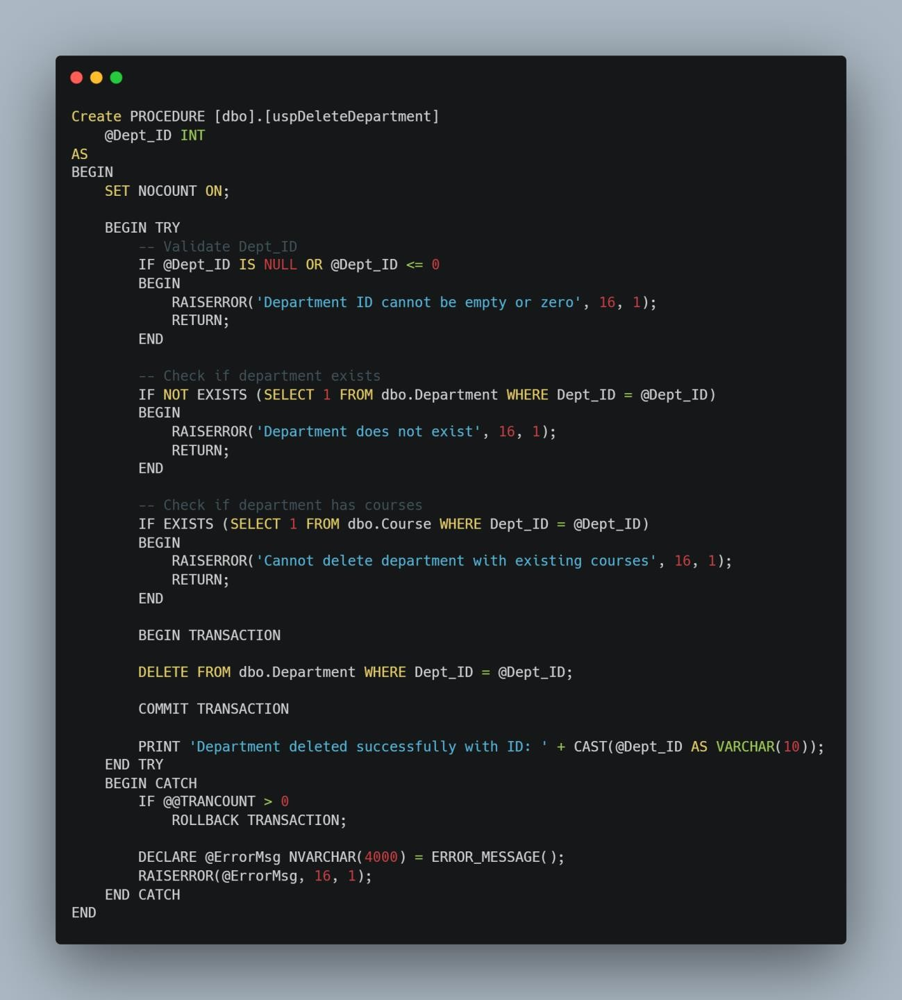 Create PROCEDURE [dbo].[uspDeleteDepartment]
    @Dept_ID INT
AS
BEGIN
    SET NOCOUNT ON;

    BEGIN TRY
        -- Validate Dept_ID
        IF @Dept_ID IS NULL OR @Dept_ID <= 0
        BEGIN
            RAISERROR('Department ID cannot be empty or zero', 16, 1);
            RETURN;
        END

        -- Check if department exists
        IF NOT EXISTS (SELECT 1 FROM dbo.Department WHERE Dept_ID = @Dept_ID)
        BEGIN
            RAISERROR('Department does not exist', 16, 1);
            RETURN;
        END

        -- Check if department has courses
        IF EXISTS (SELECT 1 FROM dbo.Course WHERE Dept_ID = @Dept_ID)
        BEGIN
            RAISERROR('Cannot delete department with existing courses', 16, 1);
            RETURN;
        END

        BEGIN TRANSACTION

        DELETE FROM dbo.Department WHERE Dept_ID = @Dept_ID;

        COMMIT TRANSACTION

        PRINT 'Department deleted successfully with ID: ' + CAST(@Dept_ID AS VARCHAR(10));
    END TRY
    BEGIN CATCH
        IF @@TRANCOUNT > 0
            ROLLBACK TRANSACTION;

        DECLARE @ErrorMsg NVARCHAR(4000) = ERROR_MESSAGE();
        RAISERROR(@ErrorMsg, 16, 1);
    END CATCH
END